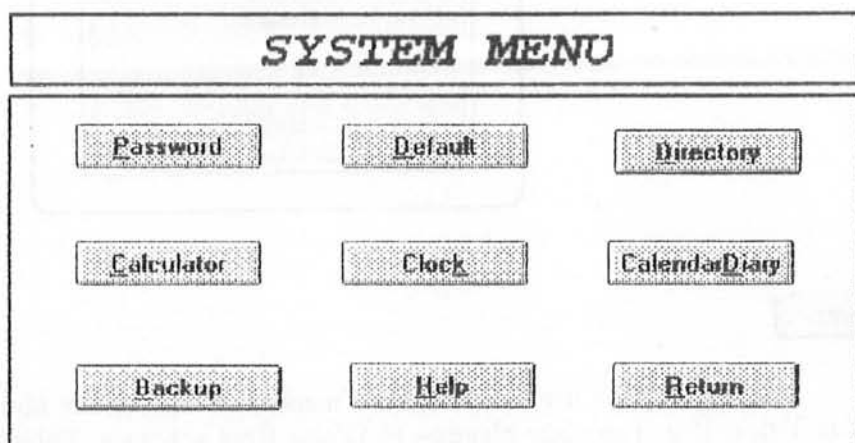 SYSTEM MENU
Password Default Directory
Calculator Clock CalendarDiary
Backup Help Return